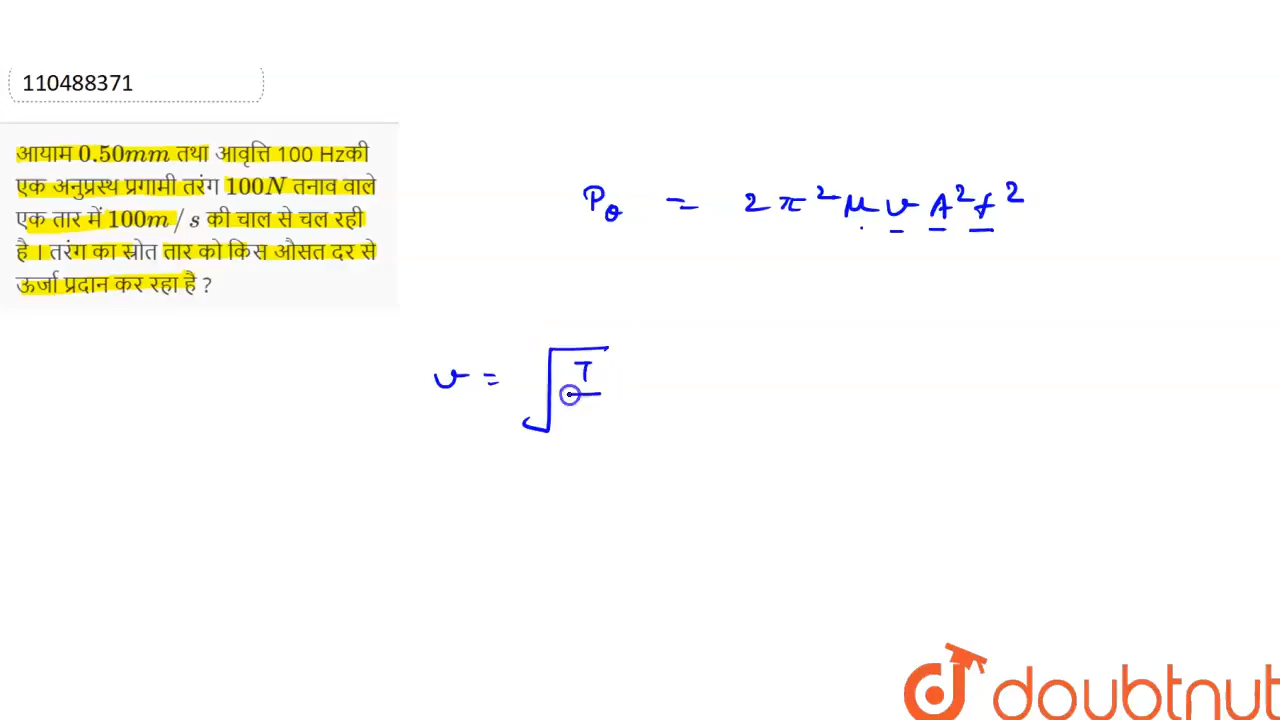 110488371
आयाम 0.50mm तथा आवृत्ति 100 Hzकी
एक अनुप्रस्थ प्रगामी तरंग 100N तनाव वाले
एक तार में 100m/s की चाल से चल रही
है । तरंग का स्रोत तार को किस औसत दर से
ऊर्जा प्रदान कर रहा है ?
P₀ = 2π²μvA²f²
v = √T
doubtnut